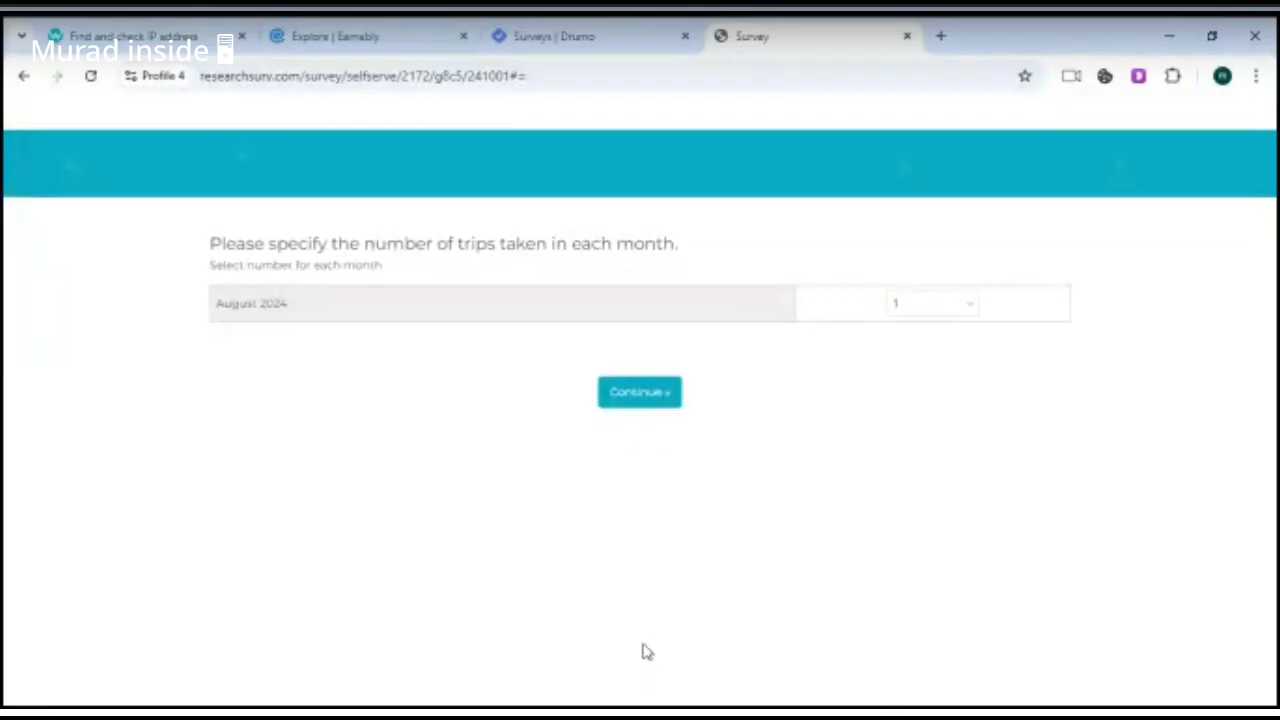 Find and check IP address
Explore | Earnably
Surveys | Drumo
Survey
Murad inside
Profile 4
researchsurv.com/survey/selfserve/2172/g8c5/241001#=
Please specify the number of trips taken in each month.
Select number for each month
August 2024
1
Continue »